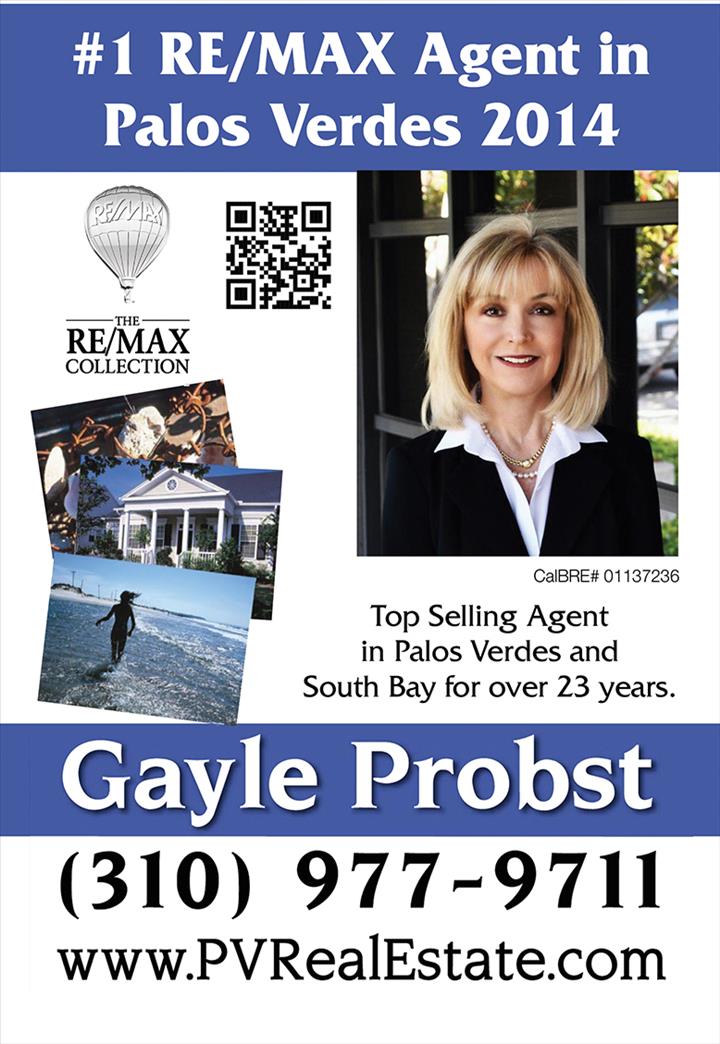 #1 RE/MAX Agent in
Palos Verdes 2014
RE/MAX
THE
RE/MAX
COLLECTION
CalBRE# 01137236
Top Selling Agent
in Palos Verdes and
South Bay for over 23 years.
Gayle Probst
(310) 977-9711
www.PVRealEstate.com